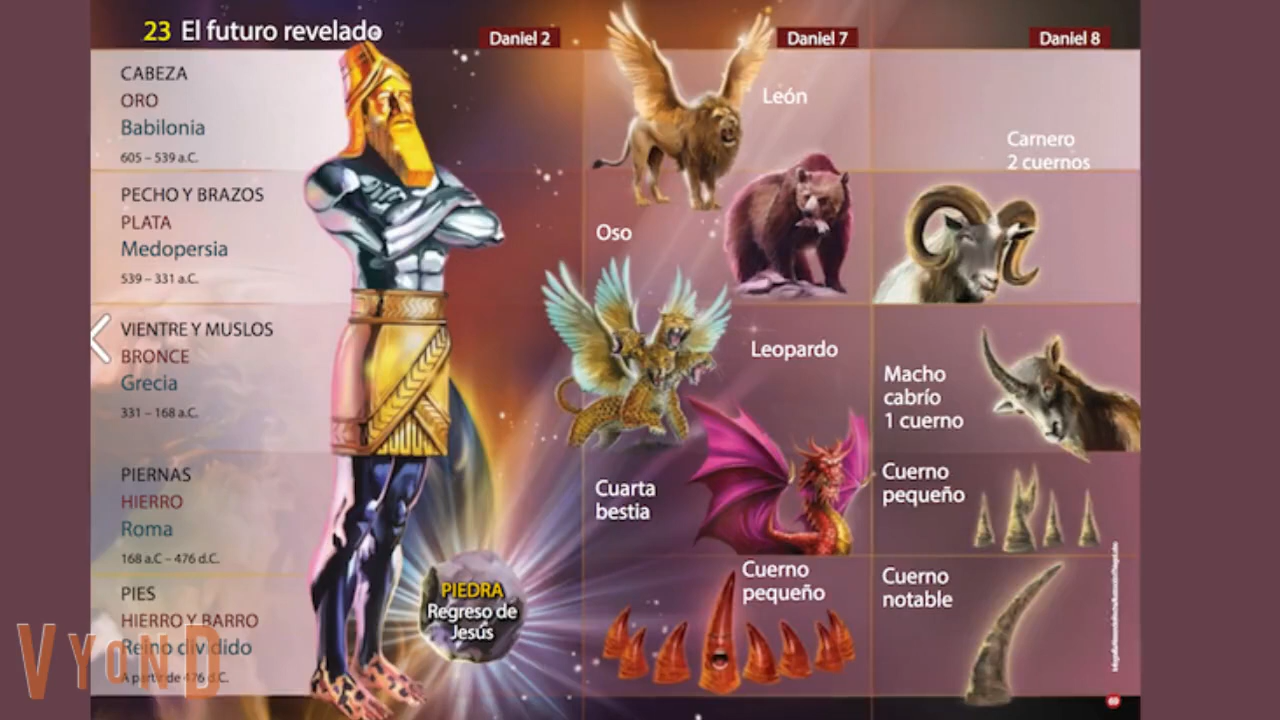 23 El futuro revelado
Daniel 2
Daniel 7
Daniel 8
CABEZA
ORO
Babilonia
605 – 539 a.C.
León
Carnero
2 cuernos
PECHO Y BRAZOS
PLATA
Medopersia
539 – 331 a.C.
Oso
VIENTRE Y MUSLOS
BRONCE
Grecia
331 – 168 a.C.
Leopardo
Macho
cabrío
1 cuerno
PIERNAS
HIERRO
Roma
168 a.C – 476 d.C.
Cuarta
bestia
Cuerno
pequeño
PIES
HIERRO Y BARRO
Reino dividido
A partir de 476 d.C.
PIEDRA
Regreso de
Jesús
Cuerno
pequeño
Cuerno
notable
69
VYOND